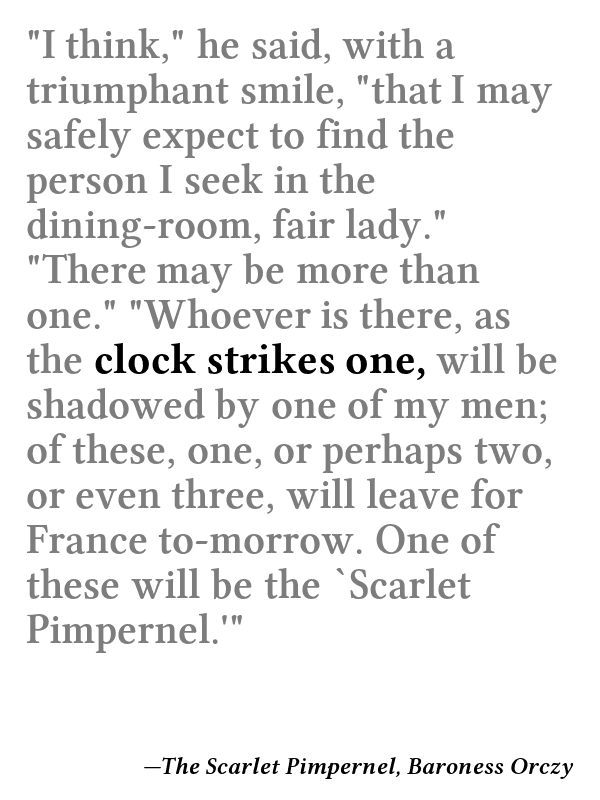 "I think," he said, with a
triumphant smile, "that I may
safely expect to find the
person I seek in the
dining-room, fair lady."
"There may be more than
one." "Whoever is there, as
the clock strikes one, will be
shadowed by one of my men;
of these, one, or perhaps two,
or even three, will leave for
France to-morrow. One of
these will be the `Scarlet
Pimpernel.'"
—The Scarlet Pimpernel, Baroness Orczy